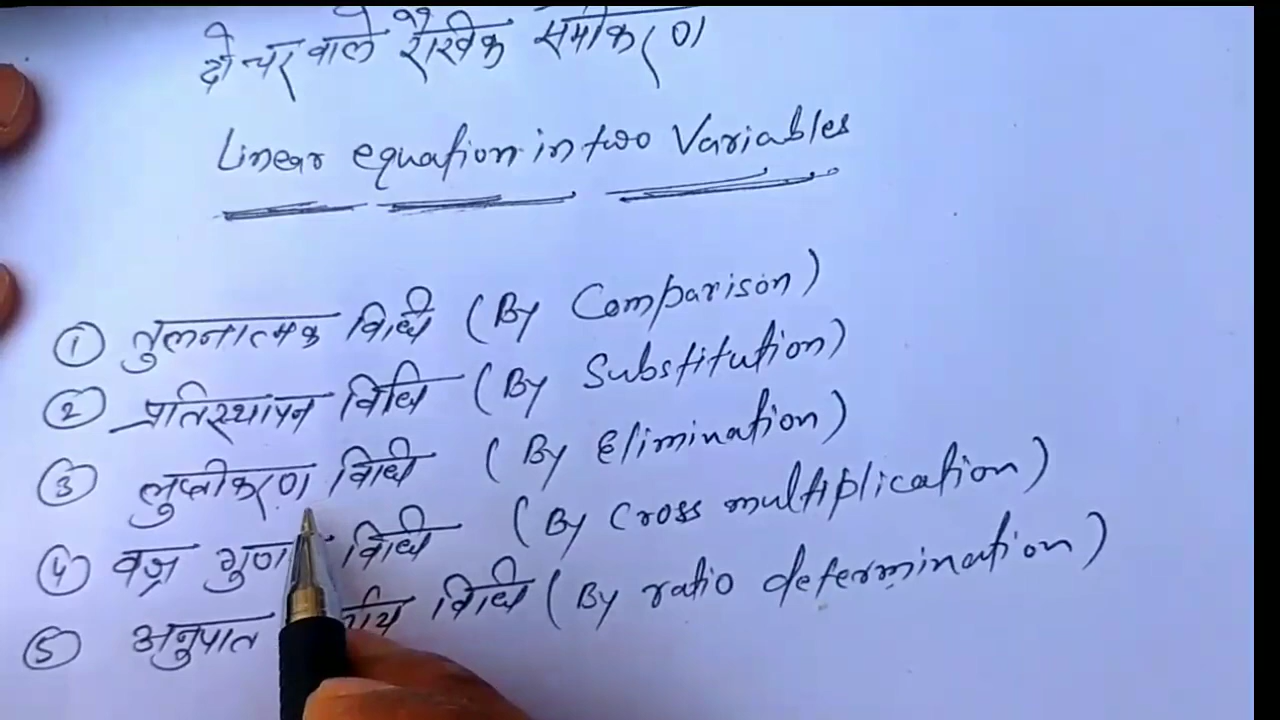 दो चर वाले रैखिक समीकरण
Linear equation in two Variables
① तुलनात्मक विधि (By Comparison)
② प्रतिस्थापन विधि (By Substitution)
③ लुप्तीकरण विधि (By Elimination)
④ वज्र विधि (By Cross multiplication)
⑤ अनुपात विधि (By ratio determination)